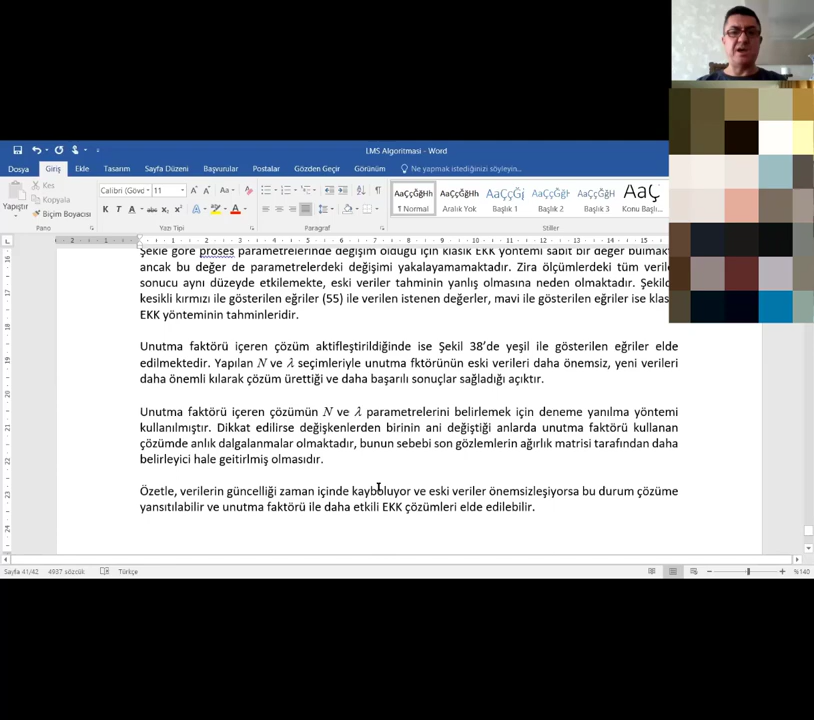 LMS Algoritması - Word
Dosya Giriş Ekle Tasarım Sayfa Düzeni Başvurular Postalar Gözden Geçir Görünüm Ne yapmak istediğinizi söyleyin...
Yapıştır
Kes
Kopyala
Biçim Boyacısı
Calibri (Gövd 11
AaÇçĞğHh AaÇçĞğHh AaÇçĞğ AaÇçĞğH AaÇçĞğH AaÇ
¶ Normal Aralık Yok Başlık 1 Başlık 2 Başlık 3 Konu Başlı...
Pano Yazı Tipi Paragraf Stiller
Şekle göre proses parametrelerinde değişim olduğu için klasik EKK yöntemi sabit bir değer bulmakt
ancak bu değer de parametrelerdeki değişimi yakalayamamaktadır. Zira ölçümlerdeki tüm verile
sonucu aynı düzeyde etkilemekte, eski veriler tahminin yanlış olmasına neden olmaktadır. Şekild
kesikli kırmızı ile gösterilen eğriler (55) ile verilen istenen değerler, mavi ile gösterilen eğriler ise klas
EKK yönteminin tahminleridir.
Unutma faktörü içeren çözüm aktifleştirildiğinde ise Şekil 38’de yeşil ile gösterilen eğriler elde
edilmektedir. Yapılan N ve λ seçimleriyle unutma fktörünün eski verileri daha önemsiz, yeni verileri
daha önemli kılarak çözüm ürettiği ve daha başarılı sonuçlar sağladığı açıktır.
Unutma faktörü içeren çözümün N ve λ parametrelerini belirlemek için deneme yanılma yöntemi
kullanılmıştır. Dikkat edilirse değişkenlerden birinin ani değiştiği anlarda unutma faktörü kullanan
çözümde anlık dalgalanmalar olmaktadır, bunun sebebi son gözlemlerin ağırlık matrisi tarafından daha
belirleyici hale geitirlmiş olmasıdır.
Özetle, verilerin güncelliği zaman içinde kayboluyor ve eski veriler önemsizleşiyorsa bu durum çözüme
yansıtılabilir ve unutma faktörü ile daha etkili EKK çözümleri elde edilebilir.
Sayfa 41/42 4937 sözcük Türkçe %140